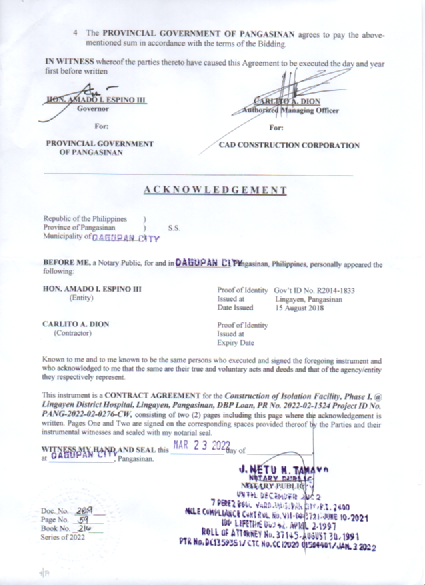 4 The PROVINCIAL GOVERNMENT OF PANGASINAN agrees to pay the above-
mentioned sum in accordance with the terms of the Bidding.
IN WITNESS whereof the parties thereto have caused this Agreement to be executed the day and year
first before written
HON. AMADO I. ESPINO III
Governor
CARLITO A. DION
Authorized Managing Officer
For:
For:
PROVINCIAL GOVERNMENT
OF PANGASINAN
CAD CONSTRUCTION CORPORATION
ACKNOWLEDGEMENT
Republic of the Philippines )
Province of Pangasinan ) S.S.
Municipality of DAGUPAN CITY
BEFORE ME, a Notary Public, for and in DAGUPAN CITY Pangasinan, Philippines, personally appeared the
following:
HON. AMADO I. ESPINO III Proof of Identity Gov't ID No. R2014-1833
(Entity) Issued at Lingayen, Pangasinan
Date Issued 15 August 2018
CARLITO A. DION Proof of Identity
(Contractor) Issued at
Expiry Date
Known to me and to me known to be the same persons who executed and signed the foregoing instrument and
who acknowledged to me that the same are their true and voluntary acts and deeds and that of the agency/entity
they respectively represent.
This instrument is a CONTRACT AGREEMENT for the Construction of Isolation Facility, Phase I, @
Lingayen District Hospital, Lingayen, Pangasinan, DBP Loan, PR No. 2022-02-1524 Project ID No.
PANG-2022-02-0276-CW, consisting of two (2) pages including this page where the acknowledgement is
written. Pages One and Two are signed on the corresponding spaces provided thereof by the Parties and their
instrumental witnesses and sealed with my notarial seal.
WITNESS MY HAND AND SEAL this MAR 23 2022 day of
at DAGUPAN CITY, Pangasinan.
NOTARY PUBLIC
NOTARY PUBLIC
Doc. No.
Page No. 59
Book No.
Series of 2022